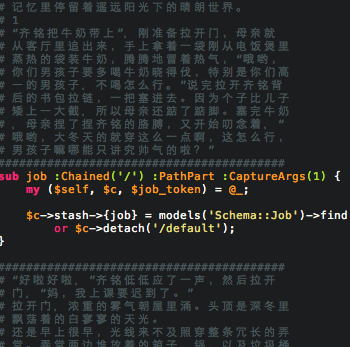 # 记忆里停留着遥远阳光下的晴朗世界。
# 1
# “齐铭把牛奶带上”，刚准备拉开门，母亲就
# 从客厅里追出来，手上拿着一袋刚从电饭煲里
# 蒸热的袋装牛奶，腾腾地冒着热气，“哦哟，
# 你们男孩子要多喝牛奶晓得伐，特别是你们高
# 一的男孩子，不喝怎么行。”说完拉开齐铭背
# 后的书包拉链，一把塞进去。因为个子比儿子
# 矮上一大截，所以母亲还踮了踮脚。塞完牛奶
# ，母亲捏了捏齐铭的胳膊，又开始叨念着，“
# 哦哟，大冬天的就穿这么一点啊，这怎么行，
# 男孩子嘛哪能只讲究帅气的啦？”
##########################################
sub job :Chained('/') :PathPart :CaptureArgs(1) {
my ($self, $c, $job_token) = @_;
$c->stash->{job} = models('Schema::Job')->find
or $c->detach('/default');
}
##########################################
# “好啦好啦，”齐铭低低应了一声，然后拉开
# 门，“妈，我上课要迟到了。”
# 拉开门，浓重的雾气朝屋里涌。头顶是深冬里
# 飘荡着的白寥寥的天光。
# 还是早上很早，光线来不及照穿整条冗长的弄
# 堂。弄堂两边堆放着的箱子，锅，以及垃圾桶